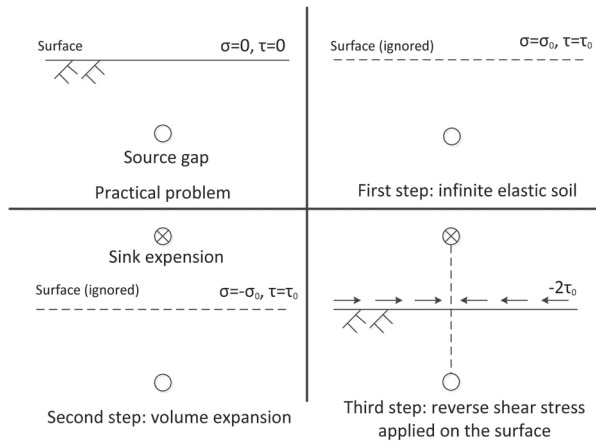 Surface
σ=0, τ=0
Source gap
Practical problem
Surface (ignored)
σ=σ₀, τ=τ₀
First step: infinite elastic soil
Sink expension
Surface (ignored)
σ=-σ₀, τ=τ₀
Second step: volume expansion
-2τ₀
Third step: reverse shear stress
applied on the surface